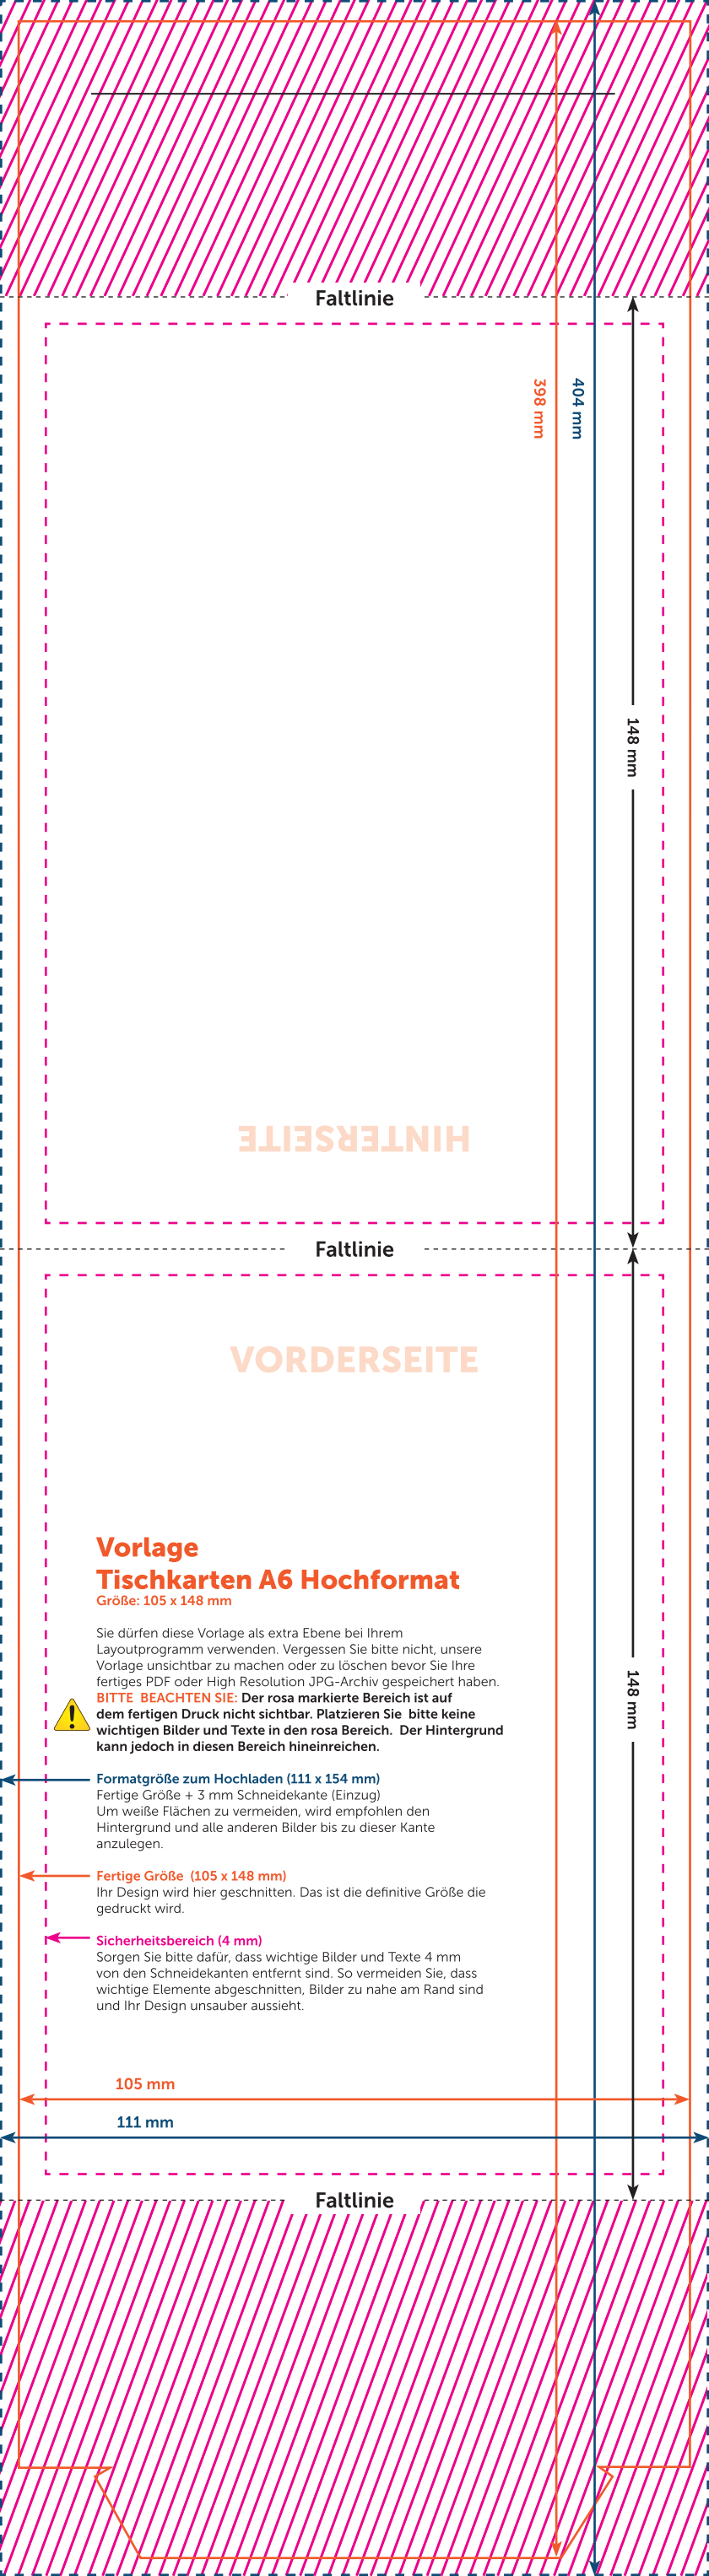 Faltlinie
398 mm
404 mm
148 mm
HINTERSEITE
Faltlinie
VORDERSEITE
Vorlage
Tischkarten A6 Hochformat
Größe: 105 x 148 mm
Sie dürfen diese Vorlage als extra Ebene bei Ihrem
Layoutprogramm verwenden. Vergessen Sie bitte nicht, unsere
Vorlage unsichtbar zu machen oder zu löschen bevor Sie Ihre
fertiges PDF oder High Resolution JPG-Archiv gespeichert haben.
BITTE BEACHTEN SIE: Der rosa markierte Bereich ist auf
dem fertigen Druck nicht sichtbar. Platzieren Sie bitte keine
wichtigen Bilder und Texte in den rosa Bereich. Der Hintergrund
kann jedoch in diesen Bereich hineinreichen.
148 mm
Formatgröße zum Hochladen (111 x 154 mm)
Fertige Größe + 3 mm Schneidekante (Einzug)
Um weiße Flächen zu vermeiden, wird empfohlen den
Hintergrund und alle anderen Bilder bis zu dieser Kante
anzulegen.
Fertige Größe (105 x 148 mm)
Ihr Design wird hier geschnitten. Das ist die definitive Größe die
gedruckt wird.
Sicherheitsbereich (4 mm)
Sorgen Sie bitte dafür, dass wichtige Bilder und Texte 4 mm
von den Schneidekanten entfernt sind. So vermeiden Sie, dass
wichtige Elemente abgeschnitten, Bilder zu nahe am Rand sind
und Ihr Design unsauber aussieht.
105 mm
111 mm
Faltlinie